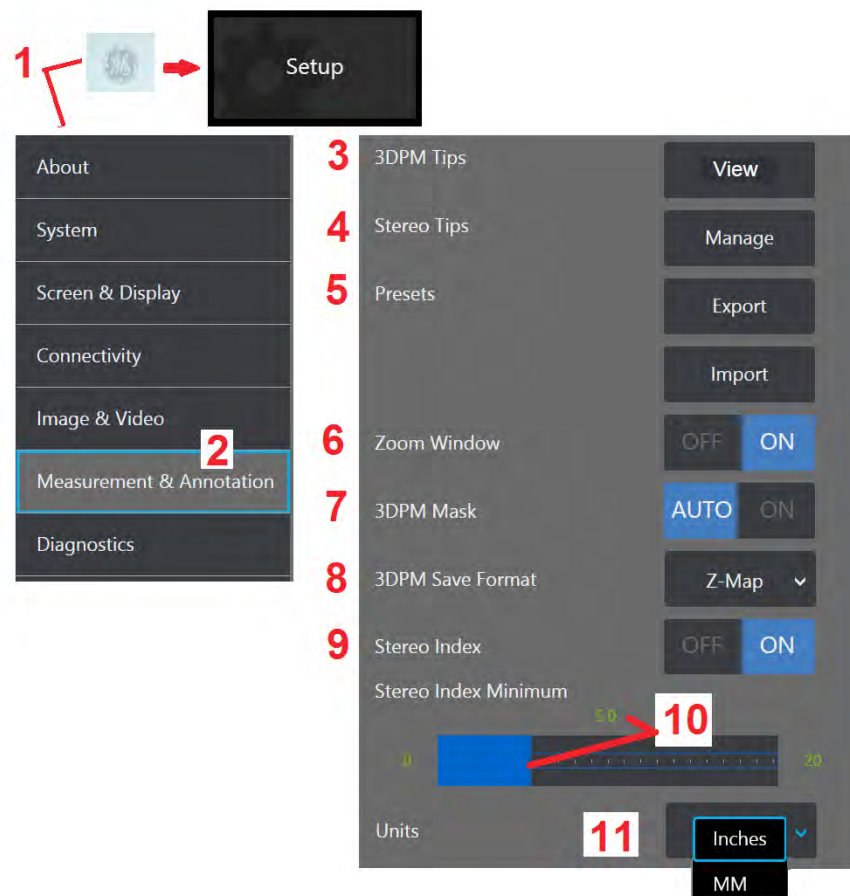 1
Setup
About
System
Screen & Display
Connectivity
Image & Video
2
Measurement & Annotation
Diagnostics
3 3DPM Tips View
4 Stereo Tips Manage
5 Presets Export
Import
6 Zoom Window OFF ON
7 3DPM Mask AUTO ON
8 3DPM Save Format Z-Map
9 Stereo Index OFF ON
Stereo Index Minimum
5.0 10
0 20
Units 11 Inches
MM